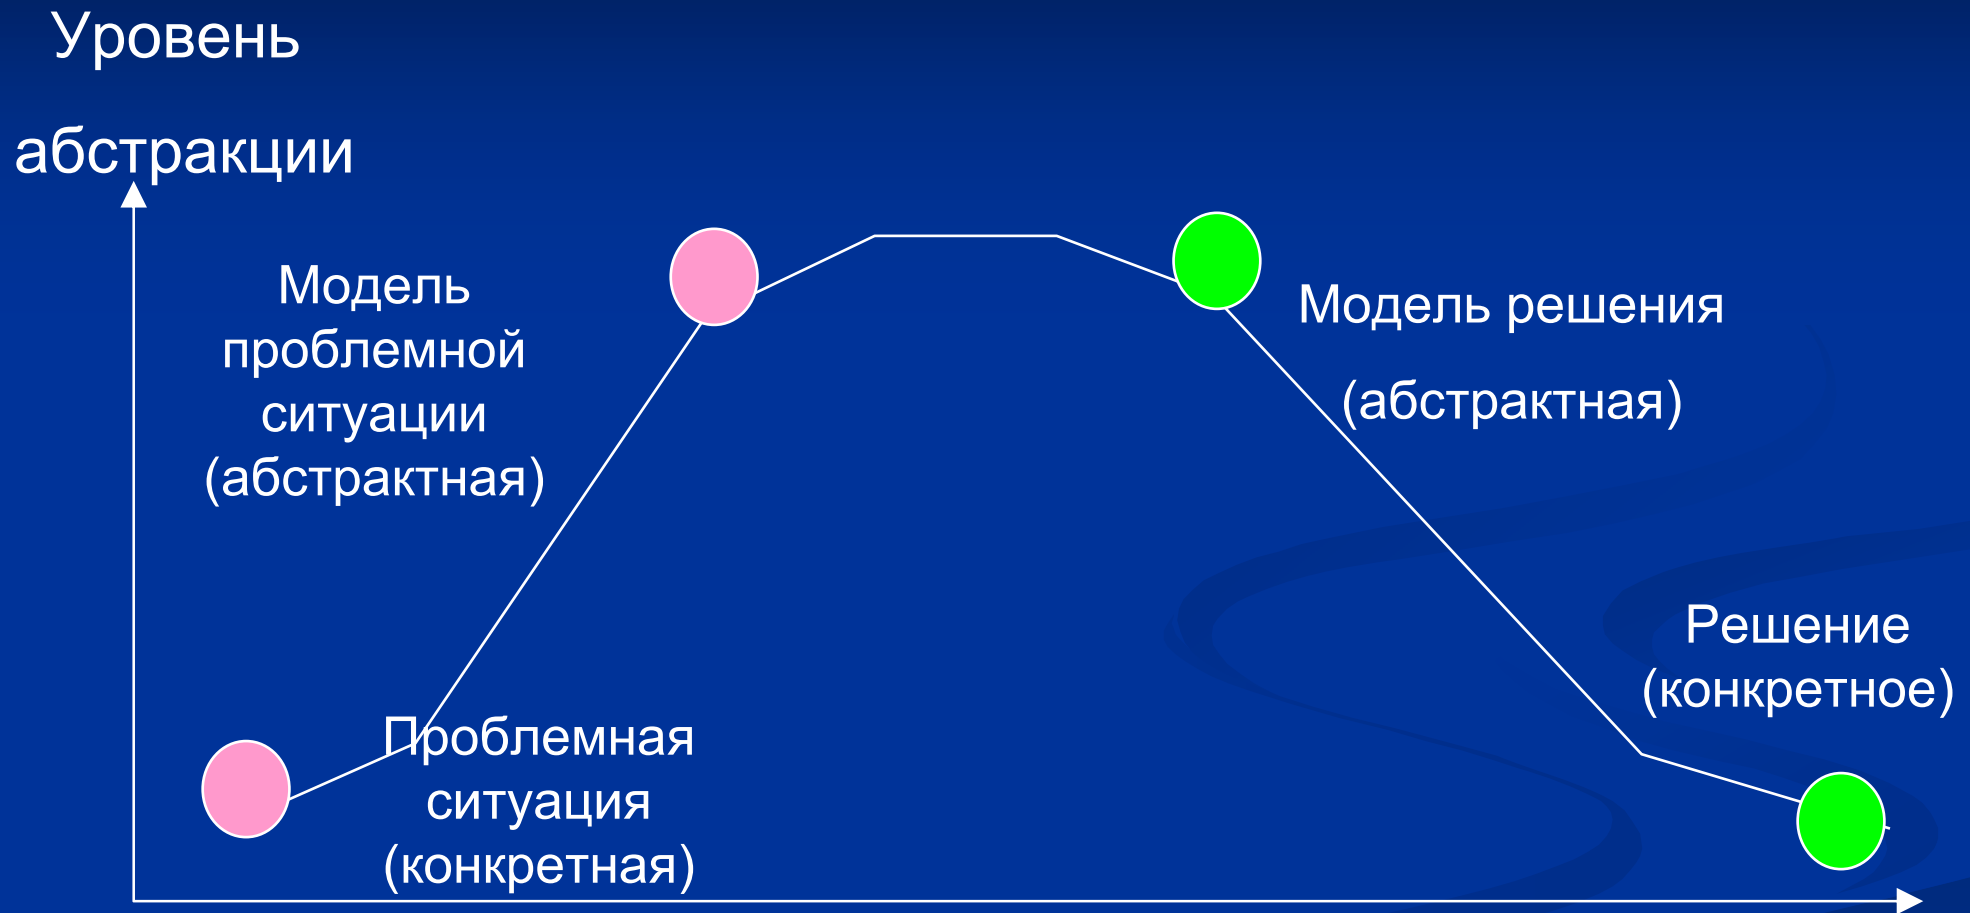 Уровень
абстракции
Модель
проблемной
ситуации
(абстрактная)
Модель решения
(абстрактная)
Решение
(конкретное)
Проблемная
ситуация
(конкретная)